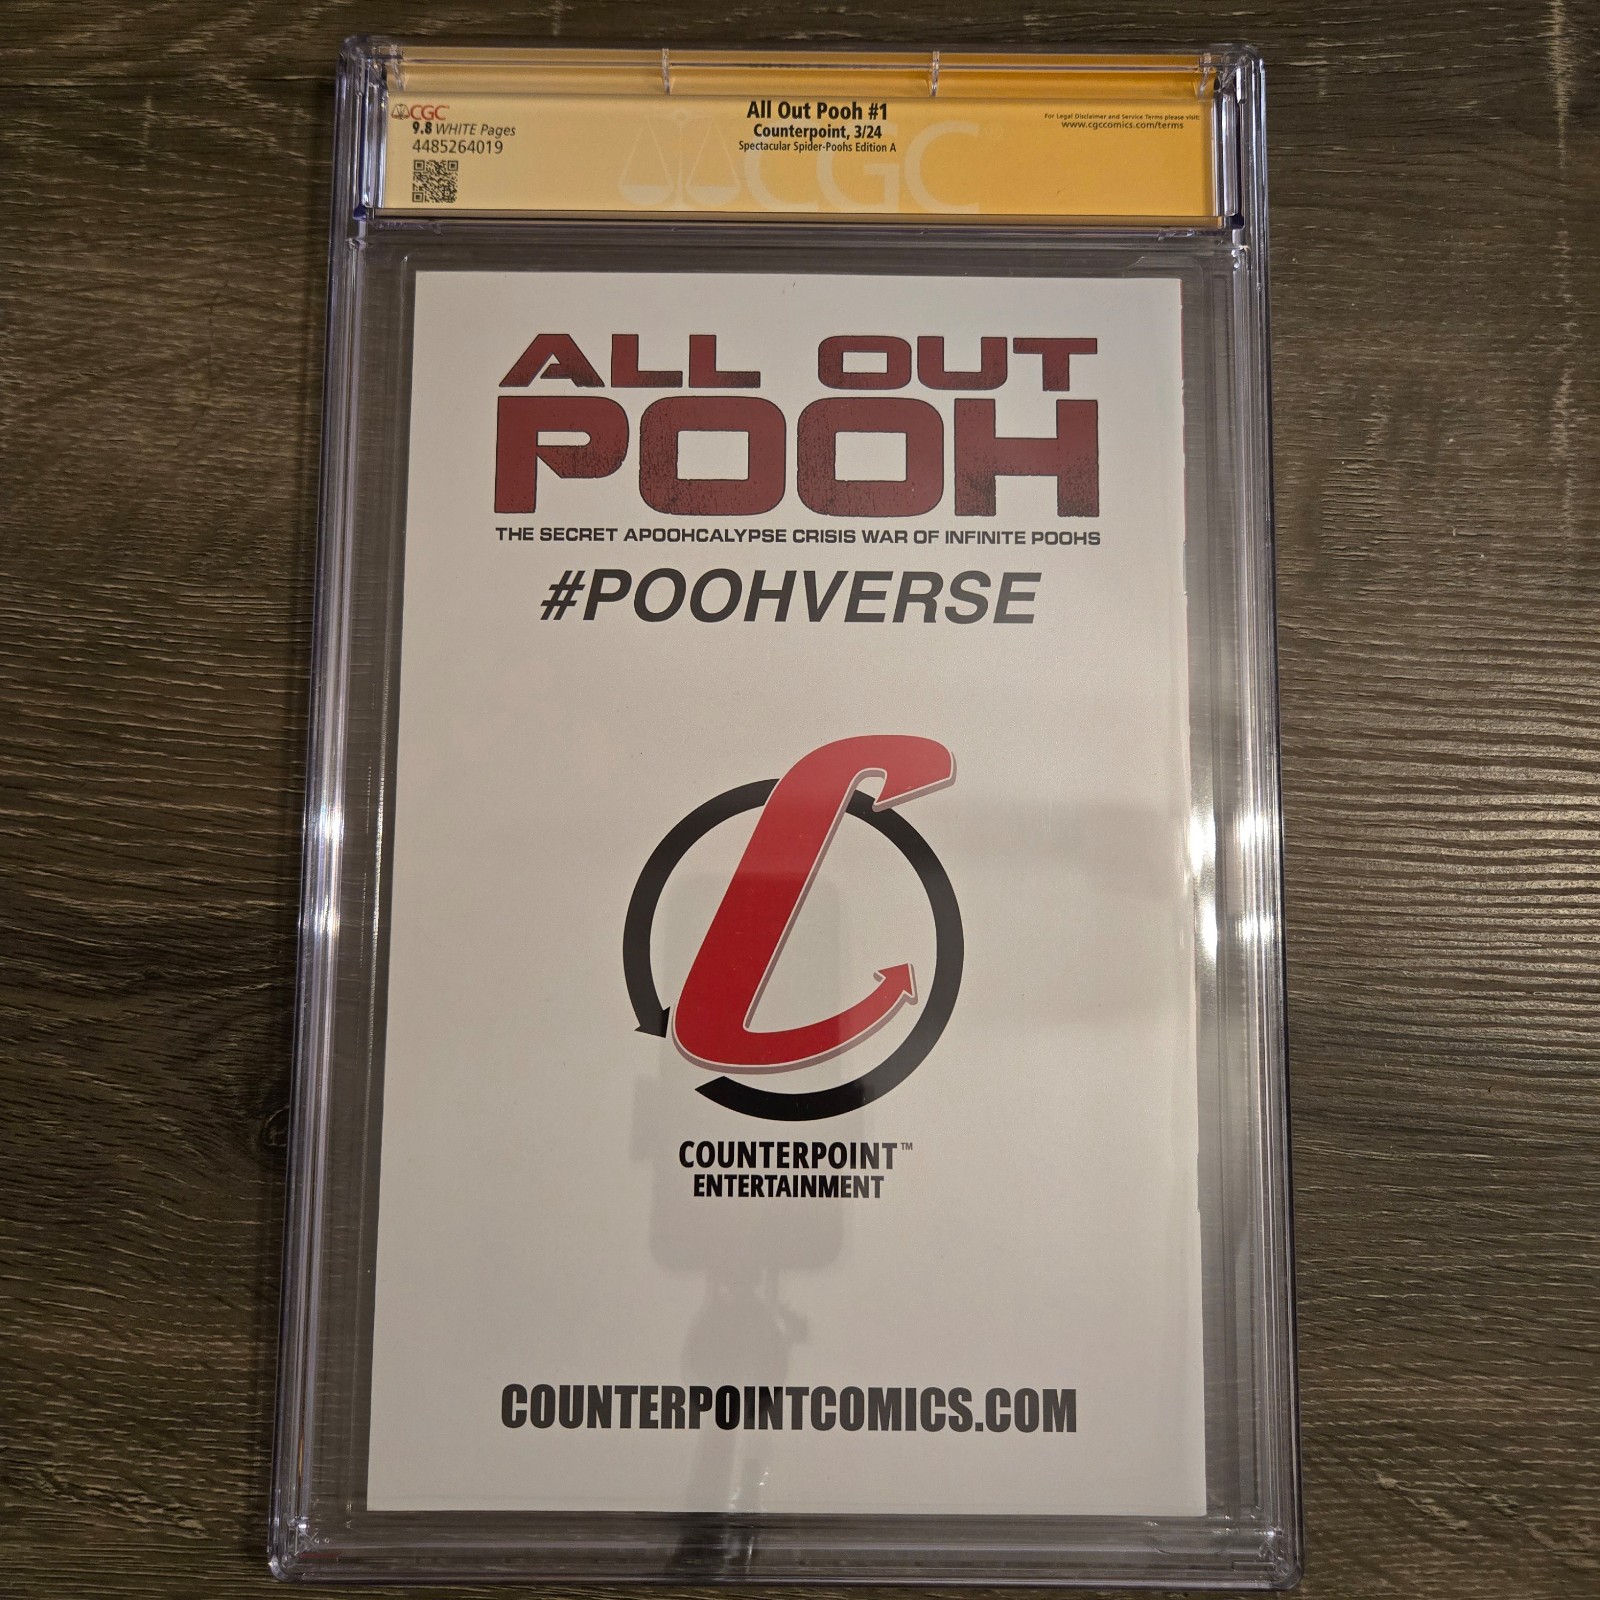 CGC
9.8 WHITE Pages
4485264019
All Out Pooh #1
Counterpoint, 3/24
Spectacular Spider-Poohs Edition A
For Legal Disclaimer and Service Terms please visit:
www.cgccomics.com/terms
CGC
ALL OUT
POOH
THE SECRET APOOHCALYPSE CRISIS WAR OF INFINITE POOHS
#POOHVERSE
C
COUNTERPOINT™
ENTERTAINMENT
COUNTERPOINTCOMICS.COM